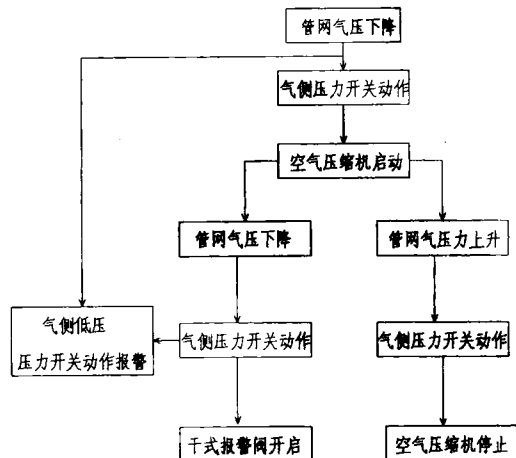 管网气压下降
气侧压力开关动作
空气压缩机启动
管网气压下降
管网气压力上升
气侧低压
压力开关动作报警
气侧压力开关动作
气侧压力开关动作
干式报警阀开启
空气压缩机停止